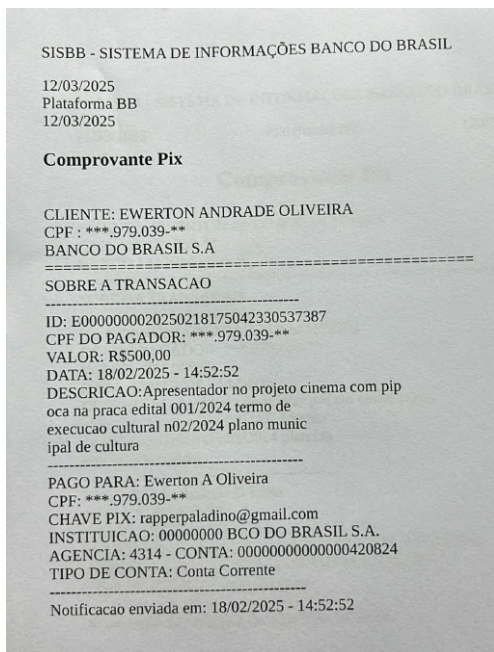 SISBB - SISTEMA DE INFORMAÇÕES BANCO DO BRASIL
12/03/2025
Plataforma BB
12/03/2025
Comprovante Pix
CLIENTE: EWERTON ANDRADE OLIVEIRA
CPF : ***.979.039-**
BANCO DO BRASIL S.A
================================================
SOBRE A TRANSACAO
------------------------------------------------
ID: E0000000020250218175042330537387
CPF DO PAGADOR: ***.979.039-**
VALOR: R$500,00
DATA: 18/02/2025 - 14:52:52
DESCRICAO:Apresentador no projeto cinema com pip
oca na praca edital 001/2024 termo de
execucao cultural n02/2024 plano munic
ipal de cultura
------------------------------------------------
PAGO PARA: Ewerton A Oliveira
CPF: ***.979.039-**
CHAVE PIX: rapperpaladino@gmail.com
INSTITUICAO: 00000000 BCO DO BRASIL S.A.
AGENCIA: 4314 - CONTA: 00000000000000420824
TIPO DE CONTA: Conta Corrente
------------------------------------------------
Notificacao enviada em: 18/02/2025 - 14:52:52